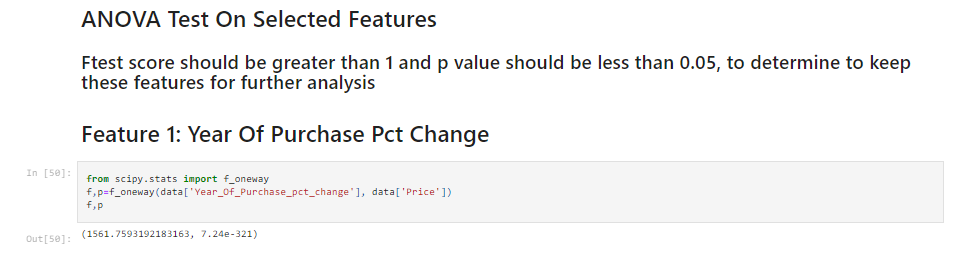 ANOVA Test On Selected Features
Ftest score should be greater than 1 and p value should be less than 0.05, to determine to keep
these features for further analysis
Feature 1: Year Of Purchase Pct Change
In [50]:
from scipy.stats import f_oneway
f,p=f_oneway(data['Year_Of_Purchase_pct_change'], data['Price'])
f,p
Out[50]:
(1561.7593192183163, 7.24e-321)